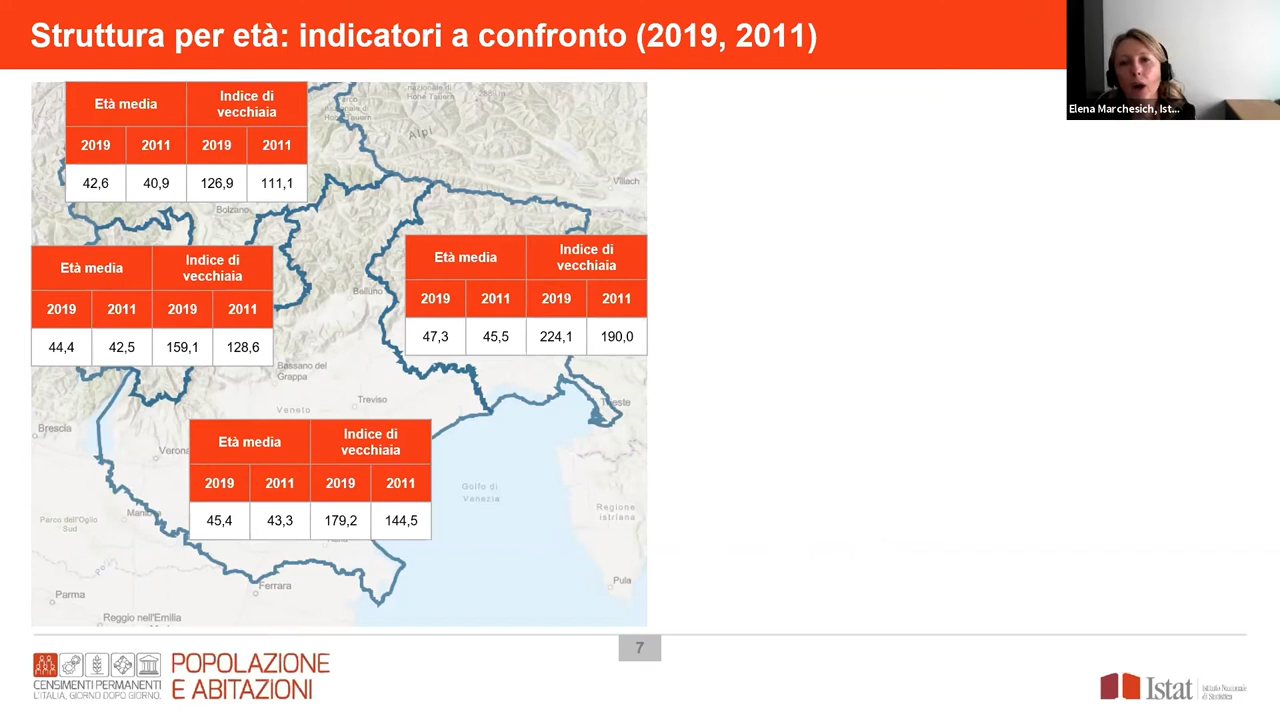 Struttura per età: indicatori a confronto (2019, 2011)
Elena Marchesich, Ist...
Età media
Indice di
vecchiaia
2019 2011 2019 2011
42,6 40,9 126,9 111,1
Alpi
Villach
Bolzano
Età media
Indice di
vecchiaia
2019 2011 2019 2011
44,4 42,5 159,1 128,6
Età media
Indice di
vecchiaia
2019 2011 2019 2011
47,3 45,5 224,1 190,0
Belluno
Bassano del
Grappa
Treviso
Veneto
Trieste
Brescia
Verona
Età media
Indice di
vecchiaia
2019 2011 2019 2011
45,4 43,3 179,2 144,5
Golfo di
Venezia
Regione
istriana
Parco dell'Oglio
Sud
Po
Ferrara
Pula
Parma
Reggio nell'Emilia
7
CENSIMENTI PERMANENTI
L'ITALIA, GIORNO DOPO GIORNO.
POPOLAZIONE
E ABITAZIONI
Istat
Istituto Nazionale
di Statistica